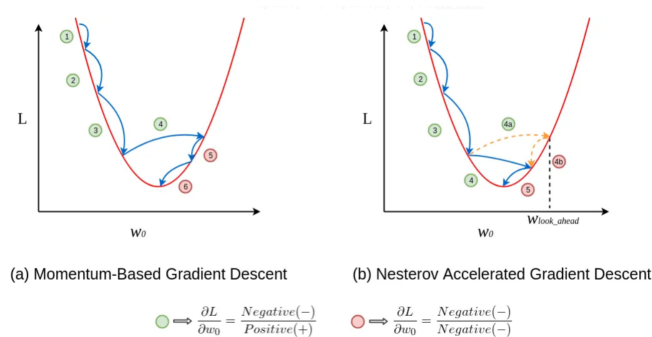 1
2
3
4
5
6
L
w0
(a) Momentum-Based Gradient Descent
1
2
3
4a
4b
4
5
L
w0
wlook_ahead
(b) Nesterov Accelerated Gradient Descent
∂L/∂w0 = Negative(−)/Positive(+)
∂L/∂w0 = Negative(−)/Negative(−)